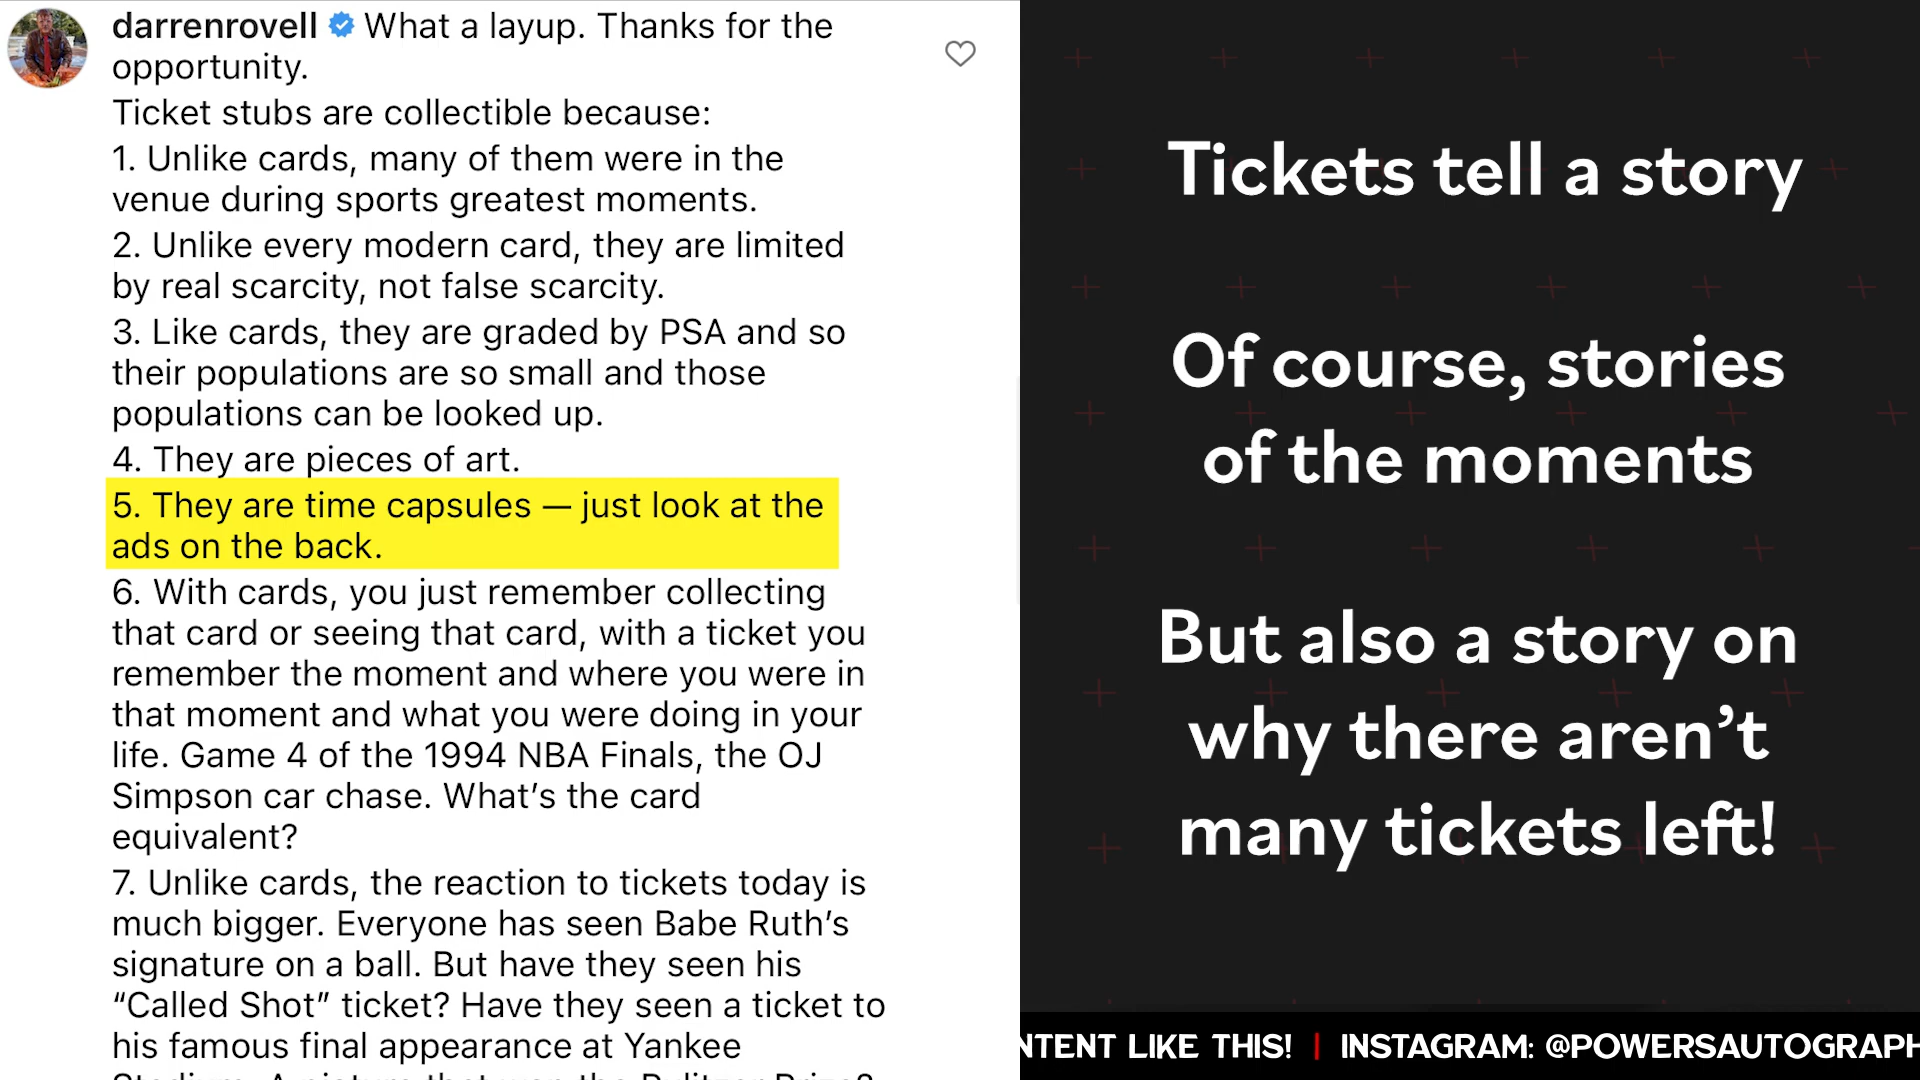 darrenrovell What a layup. Thanks for the
opportunity.
Ticket stubs are collectible because:
1. Unlike cards, many of them were in the
venue during sports greatest moments.
2. Unlike every modern card, they are limited
by real scarcity, not false scarcity.
3. Like cards, they are graded by PSA and so
their populations are so small and those
populations can be looked up.
4. They are pieces of art.
5. They are time capsules — just look at the
ads on the back.
6. With cards, you just remember collecting
that card or seeing that card, with a ticket you
remember the moment and where you were in
that moment and what you were doing in your
life. Game 4 of the 1994 NBA Finals, the OJ
Simpson car chase. What’s the card
equivalent?
7. Unlike cards, the reaction to tickets today is
much bigger. Everyone has seen Babe Ruth’s
signature on a ball. But have they seen his
“Called Shot” ticket? Have they seen a ticket to
his famous final appearance at Yankee
Stadium. A picture that won the Pulitzer Prize?
Tickets tell a story
Of course, stories
of the moments
But also a story on
why there aren’t
many tickets left!
NTENT LIKE THIS! | INSTAGRAM: @POWERSAUTOGRAPH